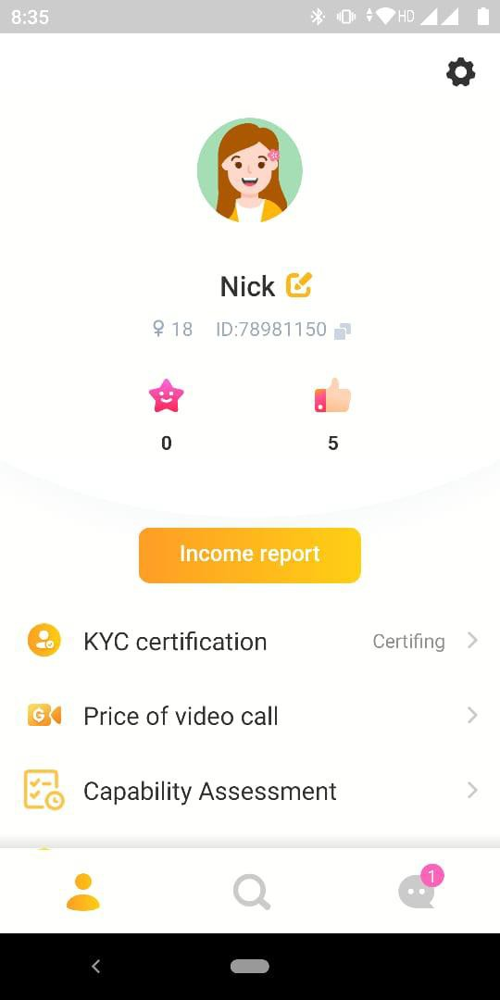 8:35 HD
Nick
18 ID:78981150
0 5
Income report
KYC certification Certifing
G Price of video call
Capability Assessment
1